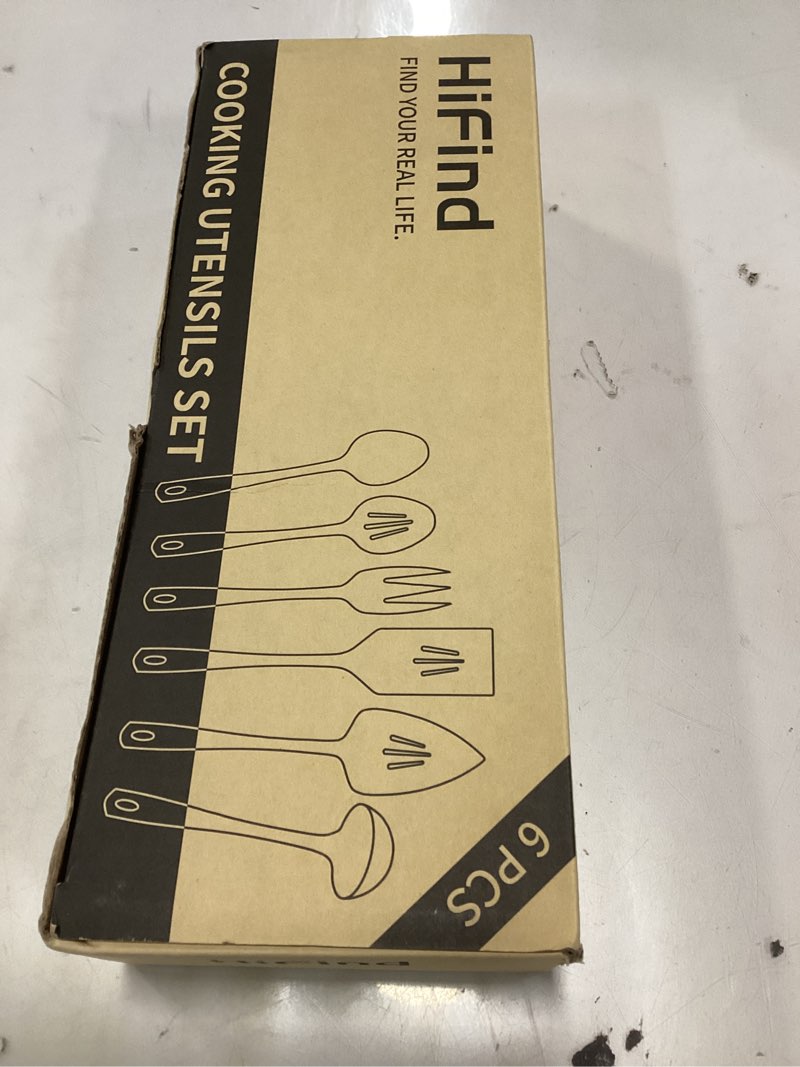 HiFind
FIND YOUR REAL LIFE.
COOKING UTENSILS SET
6 PCS